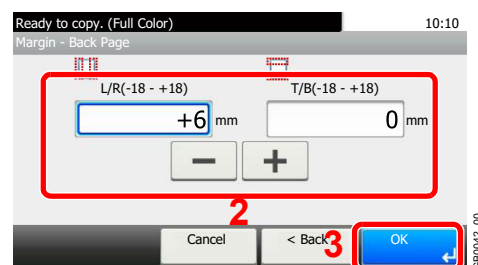 Ready to copy. (Full Color) 10:10
Margin - Back Page
L/R(-18 - +18) T/B(-18 - +18)
+6 mm 0 mm
− +
2
Cancel < Back 3 OK